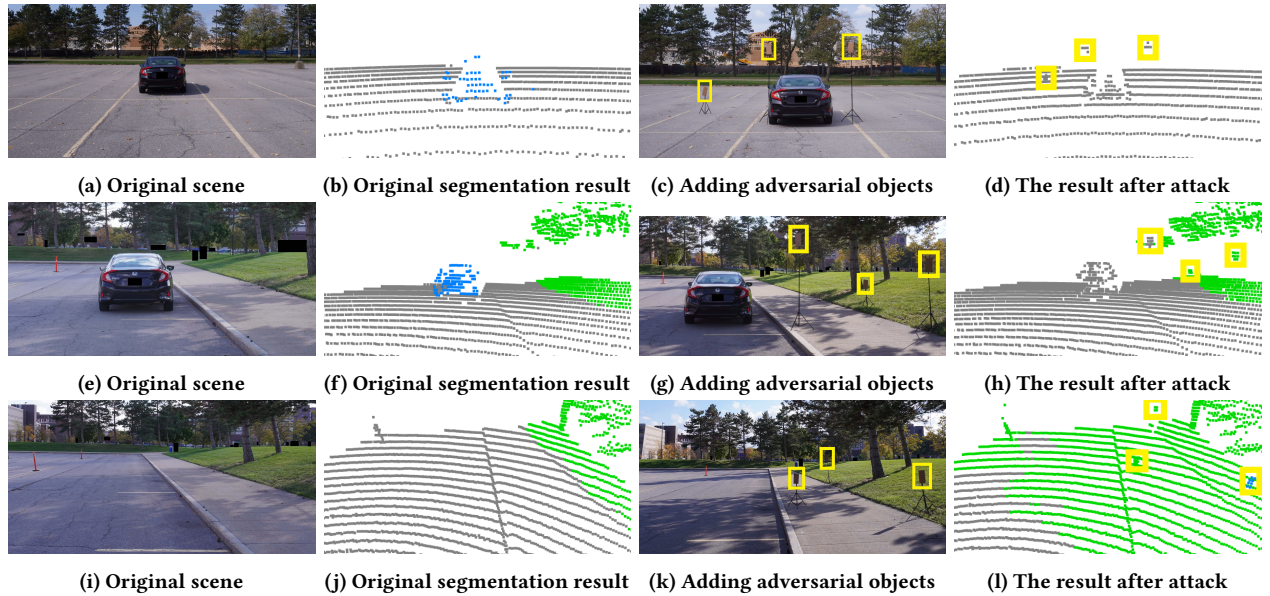 (a) Original scene
(b) Original segmentation result
(c) Adding adversarial objects
(d) The result after attack
(e) Original scene
(f) Original segmentation result
(g) Adding adversarial objects
(h) The result after attack
(i) Original scene
(j) Original segmentation result
(k) Adding adversarial objects
(l) The result after attack